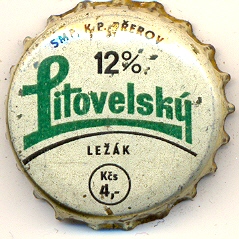 SMP K.P. PŘEROV
12%
Litovelský
LEŽÁK
Kčs
4,-